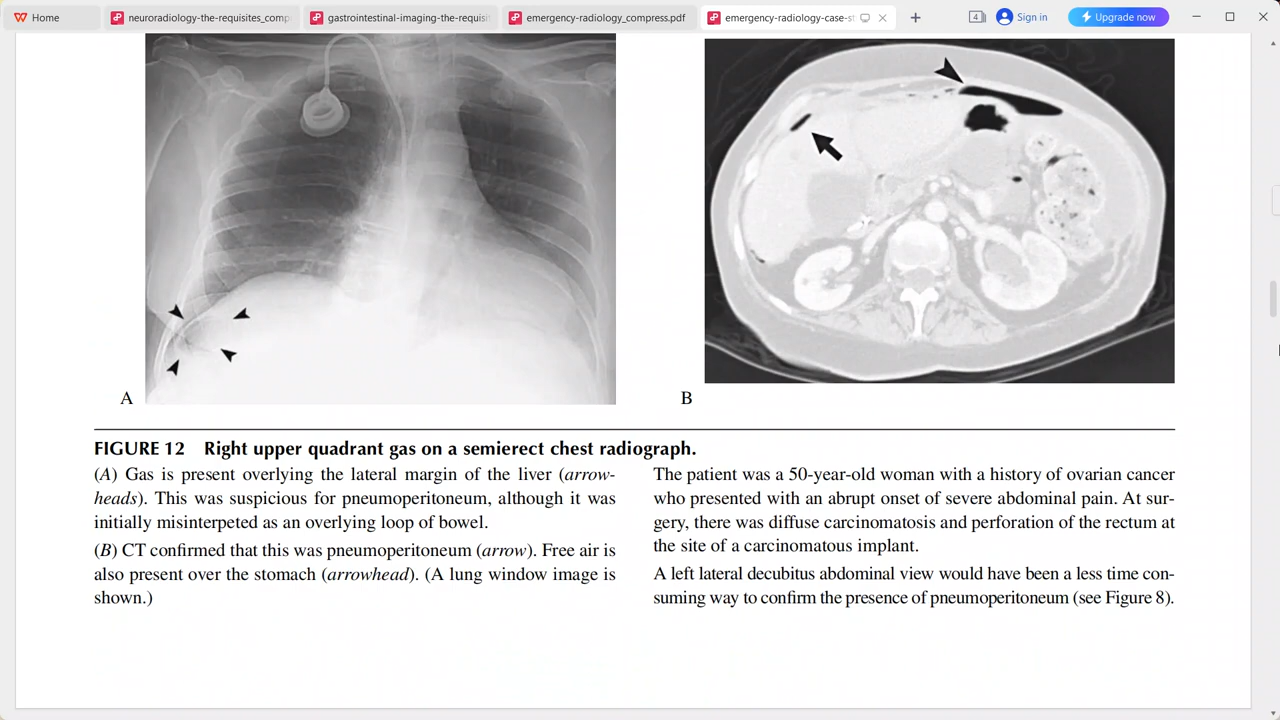 Home
neuroradiology-the-requisites_comp
gastrointestinal-imaging-the-requisit
emergency-radiology_compress.pdf
emergency-radiology-case-st
4
Sign in
Upgrade now
A
B
FIGURE 12 Right upper quadrant gas on a semierect chest radiograph.
(A) Gas is present overlying the lateral margin of the liver (arrow-
heads). This was suspicious for pneumoperitoneum, although it was
initially misinterpeted as an overlying loop of bowel.
(B) CT confirmed that this was pneumoperitoneum (arrow). Free air is
also present over the stomach (arrowhead). (A lung window image is
shown.)
The patient was a 50-year-old woman with a history of ovarian cancer
who presented with an abrupt onset of severe abdominal pain. At sur-
gery, there was diffuse carcinomatosis and perforation of the rectum at
the site of a carcinomatous implant.
A left lateral decubitus abdominal view would have been a less time con-
suming way to confirm the presence of pneumoperitoneum (see Figure 8).